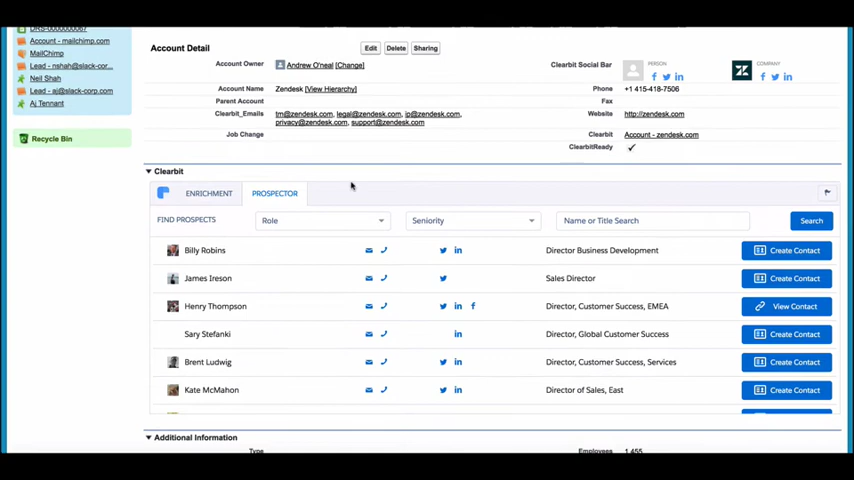 DRS-0000000067
Account - mailchimp.com
MailChimp
Lead - nshah@slack-cor...
Neil Shah
Lead - aj@slack-corp.com
Aj Tennant
Recycle Bin
Account Detail
Edit
Delete
Sharing
Account Owner
Andrew O'neal [Change]
Clearbit Social Bar
PERSON
COMPANY
Account Name
Zendesk [View Hierarchy]
Phone
+1 415-418-7506
Parent Account
Fax
Clearbit_Emails
tm@zendesk.com, legal@zendesk.com, ip@zendesk.com,
privacy@zendesk.com, support@zendesk.com
Website
http://zendesk.com
Job Change
Clearbit
Account - zendesk.com
ClearbitReady
Clearbit
ENRICHMENT
PROSPECTOR
FIND PROSPECTS
Role
Seniority
Name or Title Search
Search
Billy Robins
Director Business Development
Create Contact
James Ireson
Sales Director
Create Contact
Henry Thompson
Director, Customer Success, EMEA
View Contact
Sary Stefanki
Director, Global Customer Success
Create Contact
Brent Ludwig
Director, Customer Success, Services
Create Contact
Kate McMahon
Director of Sales, East
Create Contact
Additional Information
Type
Employees
1,455